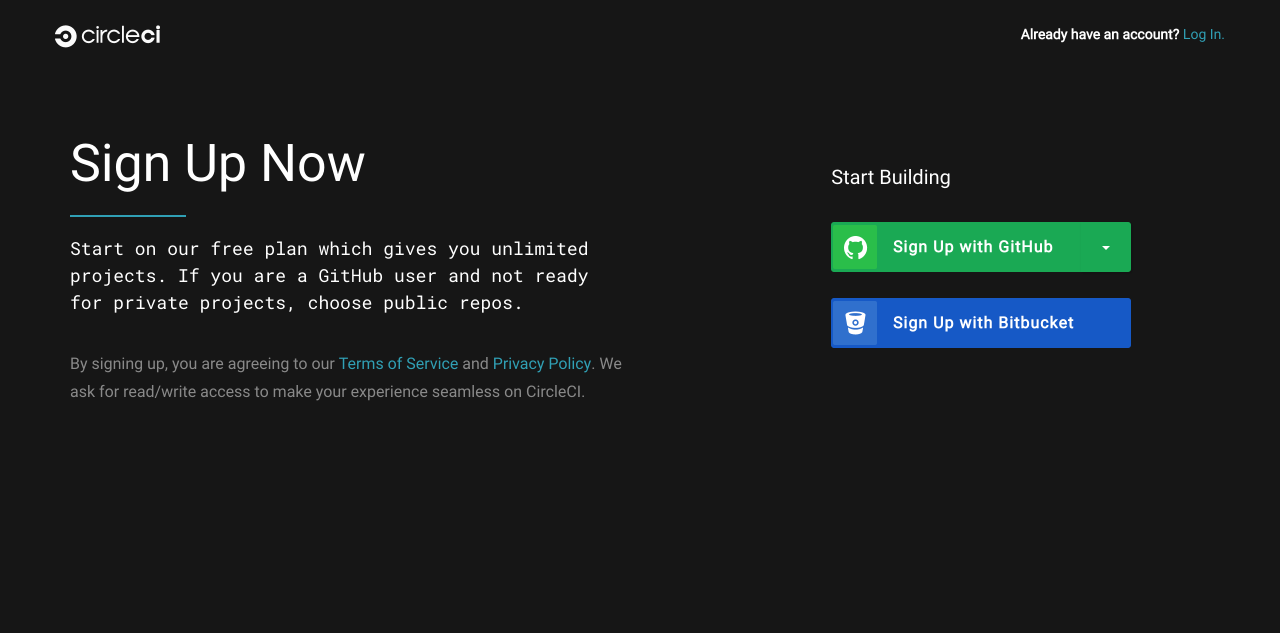 circleci
Already have an account? Log In.
Sign Up Now
Start on our free plan which gives you unlimited
projects. If you are a GitHub user and not ready
for private projects, choose public repos.
By signing up, you are agreeing to our Terms of Service and Privacy Policy. We
ask for read/write access to make your experience seamless on CircleCI.
Start Building
Sign Up with GitHub
Sign Up with Bitbucket